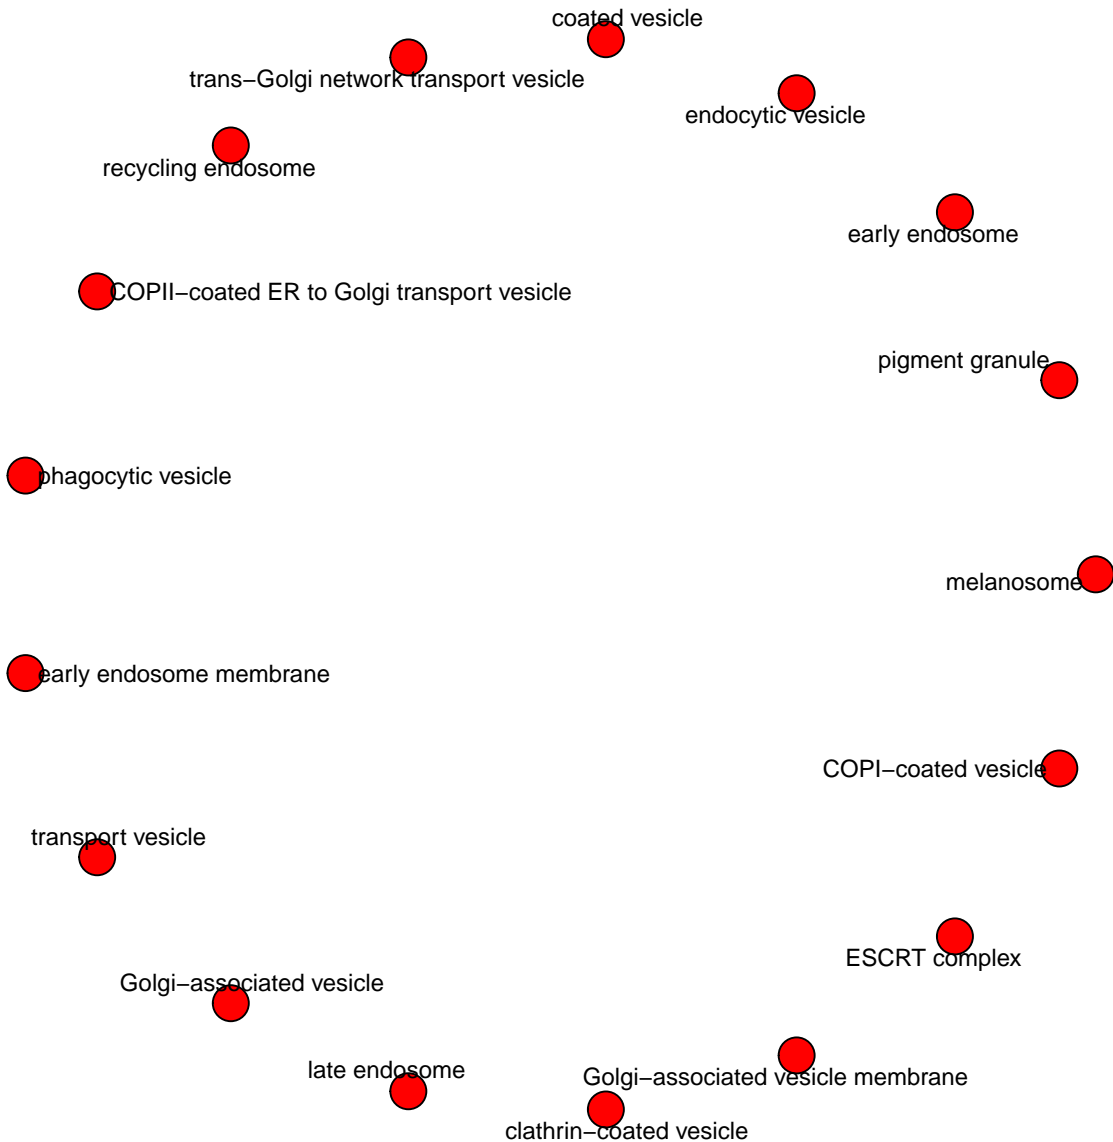 coated vesicle
trans−Golgi network transport vesicle
endocytic vesicle
recycling endosome
early endosome
COPII−coated ER to Golgi transport vesicle
pigment granule
phagocytic vesicle
melanosome
early endosome membrane
COPI−coated vesicle
transport vesicle
ESCRT complex
Golgi−associated vesicle
late endosome
Golgi−associated vesicle membrane
clathrin−coated vesicle